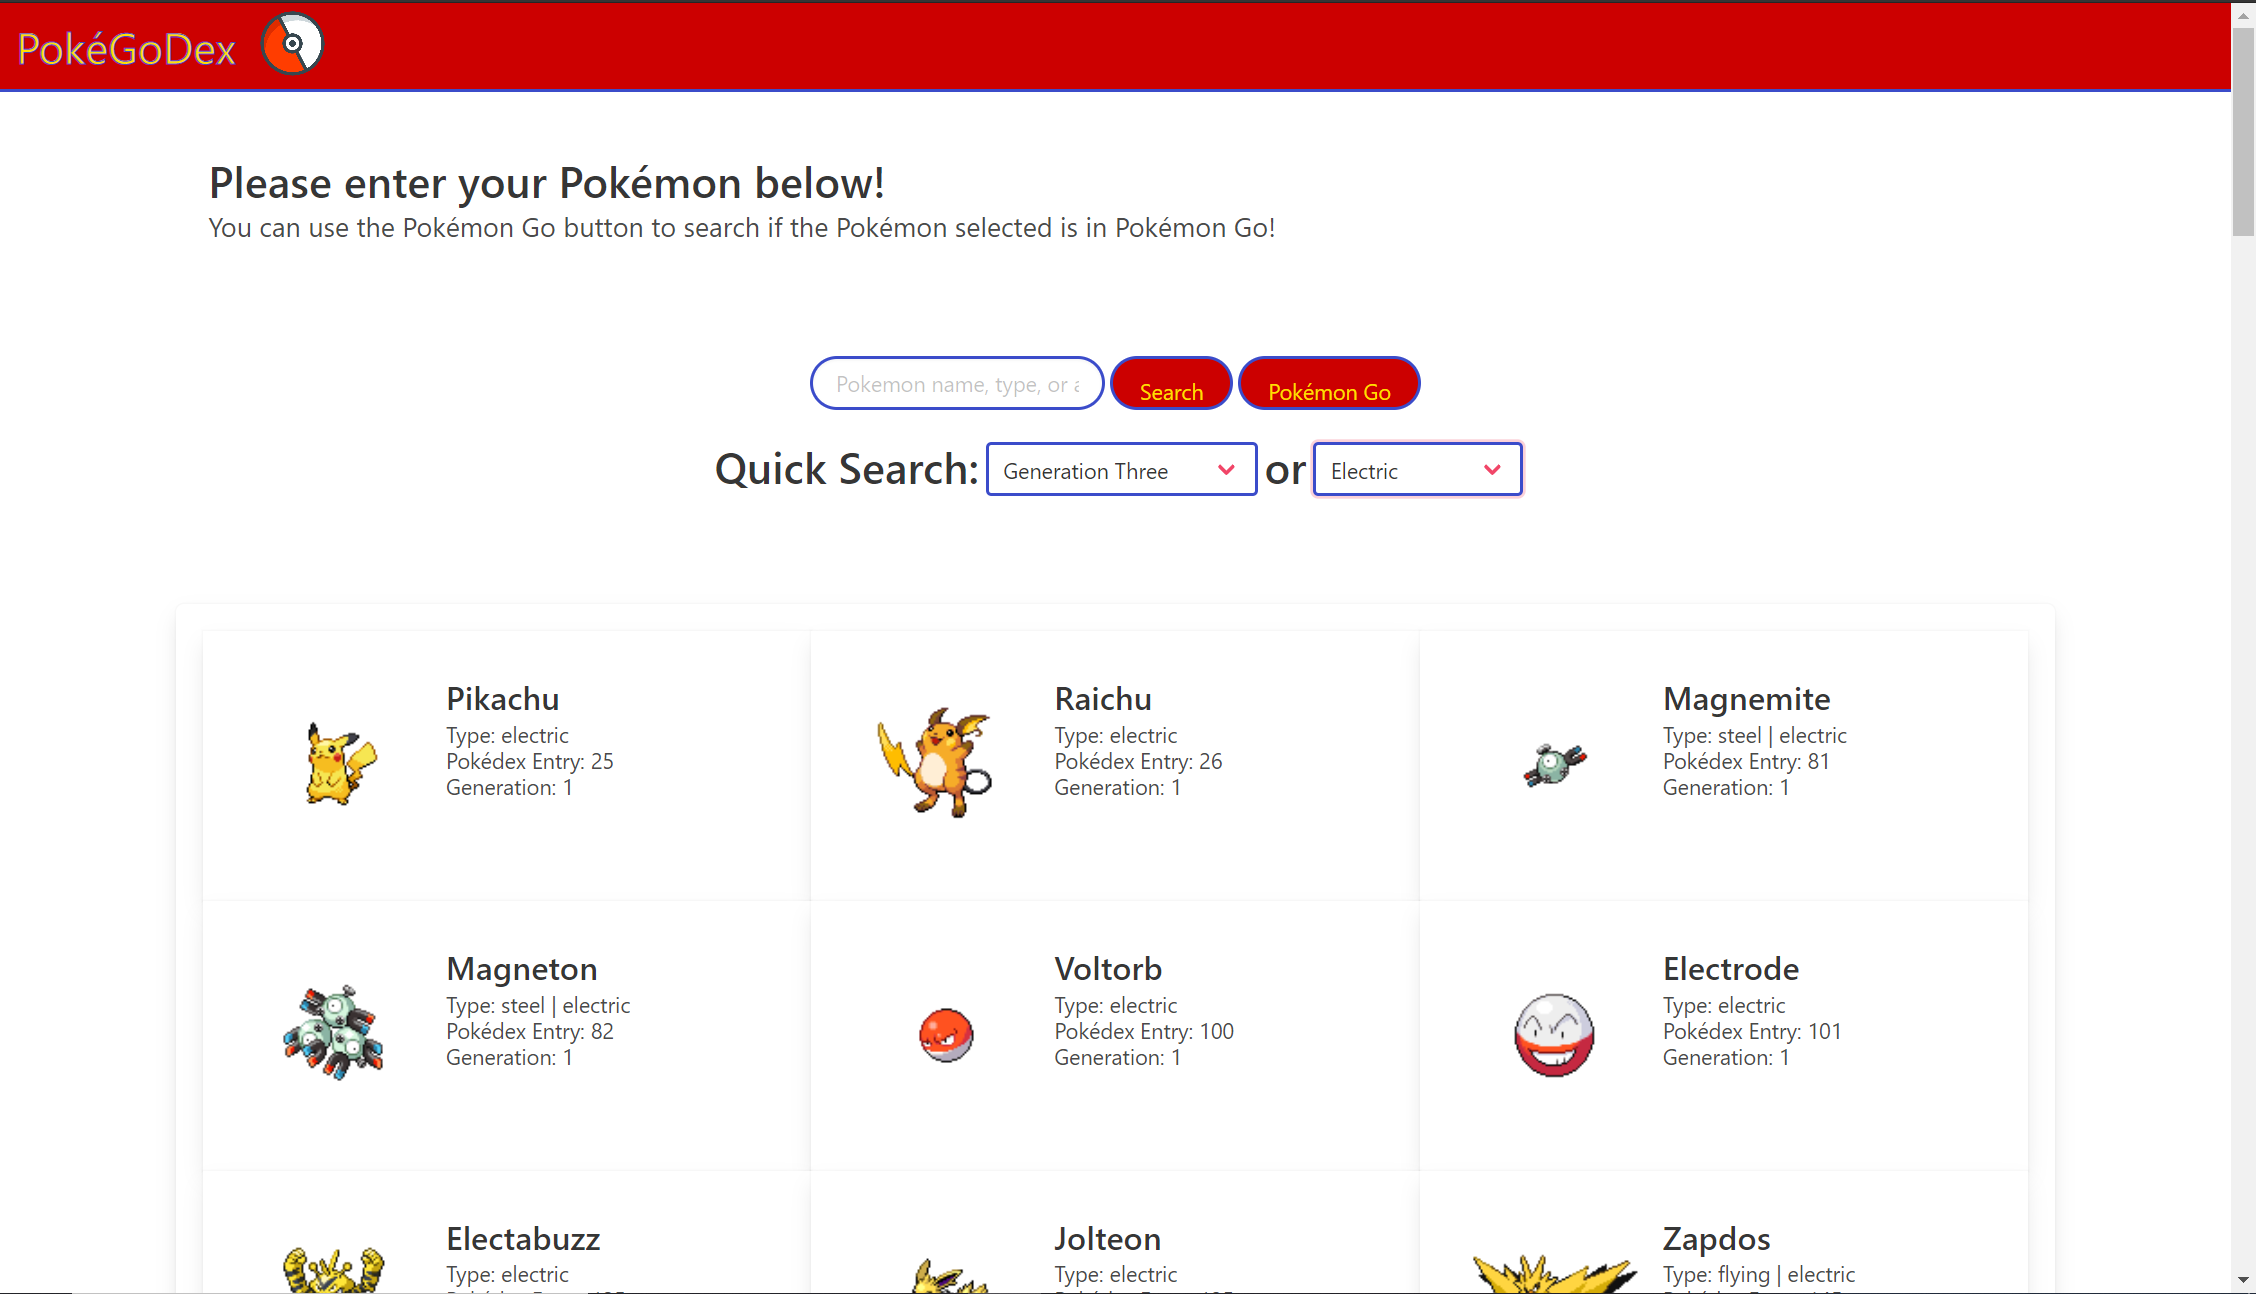 PokéGoDex
Please enter your Pokémon below!
You can use the Pokémon Go button to search if the Pokémon selected is in Pokémon Go!
Pokemon name, type, or Search Pokémon Go
Quick Search: Generation Three or Electric
Pikachu
Type: electric
Pokédex Entry: 25
Generation: 1
Raichu
Type: electric
Pokédex Entry: 26
Generation: 1
Magnemite
Type: steel | electric
Pokédex Entry: 81
Generation: 1
Magneton
Type: steel | electric
Pokédex Entry: 82
Generation: 1
Voltorb
Type: electric
Pokédex Entry: 100
Generation: 1
Electrode
Type: electric
Pokédex Entry: 101
Generation: 1
Electabuzz
Type: electric
Jolteon
Type: electric
Zapdos
Type: flying | electric